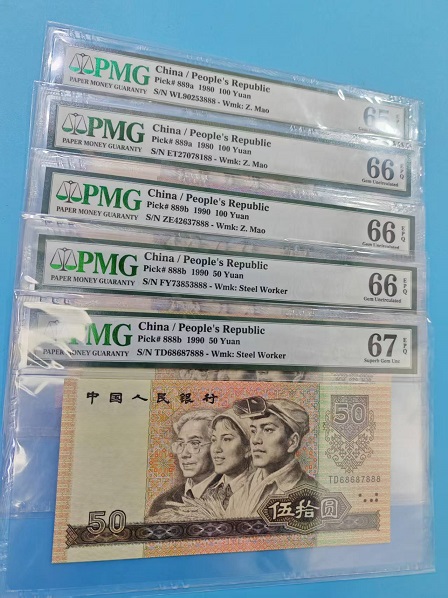 PMG
PAPER MONEY GUARANTY
China / People's Republic
Pick# 889a 1980 100 Yuan
S/N WL90253888 - Wmk: Z. Mao
65
PMG
PAPER MONEY GUARANTY
China / People's Republic
Pick# 889a 1980 100 Yuan
S/N ET27078188 - Wmk: Z. Mao
66 EPQ
Gem Uncirculated
PMG
PAPER MONEY GUARANTY
China / People's Republic
Pick# 889b 1990 100 Yuan
S/N ZE42637888 - Wmk: Z. Mao
66 EPQ
Gem Uncirculated
PMG
PAPER MONEY GUARANTY
China / People's Republic
Pick# 888b 1990 50 Yuan
S/N FY73853888 - Wmk: Steel Worker
66 EPQ
Gem Uncirculated
PMG
PAPER MONEY GUARANTY
China / People's Republic
Pick# 888b 1990 50 Yuan
S/N TD68687888 - Wmk: Steel Worker
67 EPQ
Superb Gem Unc
中国人民银行
50
TD68687888
50
伍拾圆